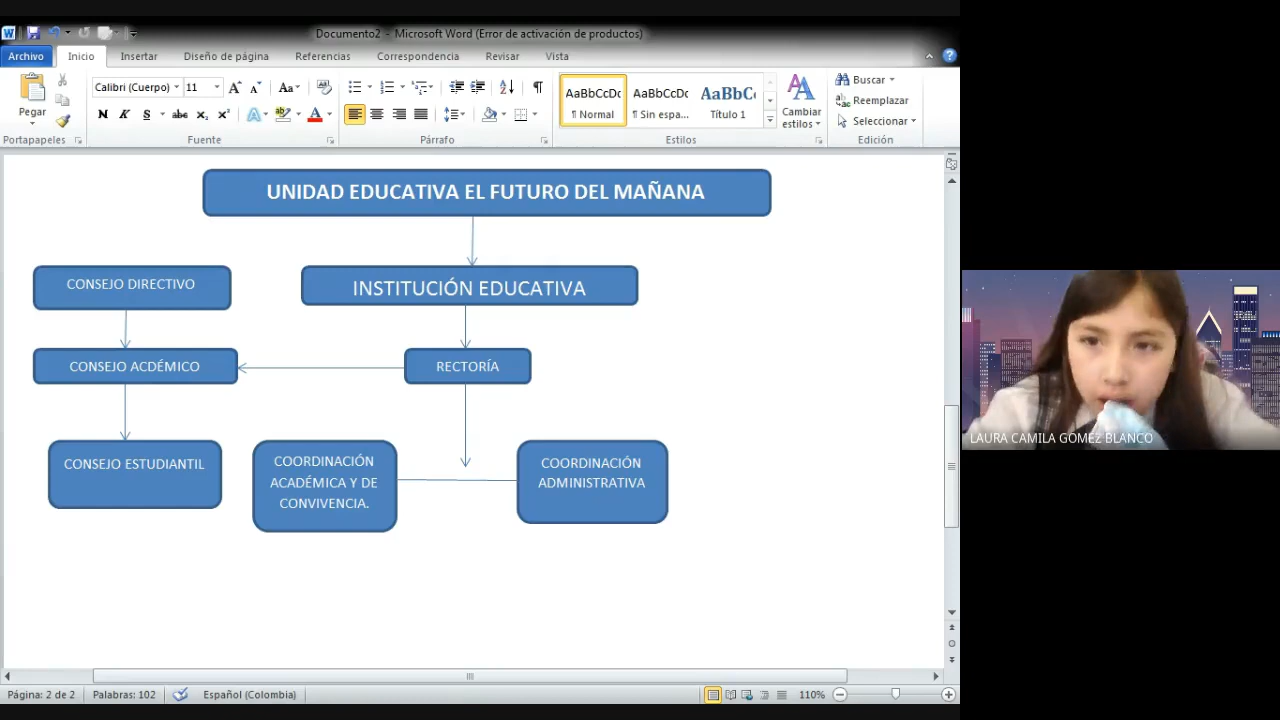 Documento2 - Microsoft Word (Error de activación de productos)
Archivo Inicio Insertar Diseño de página Referencias Correspondencia Revisar Vista
Pegar
Calibri (Cuerpo) 11
AaBbCcDc AaBbCcDc AaBbC
¶ Normal ¶ Sin espa... Título 1
Cambiar
estilos
Buscar
Reemplazar
Seleccionar
Portapapeles Fuente Párrafo Estilos Edición
UNIDAD EDUCATIVA EL FUTURO DEL MAÑANA
CONSEJO DIRECTIVO
INSTITUCIÓN EDUCATIVA
CONSEJO ACDÉMICO
RECTORÍA
CONSEJO ESTUDIANTIL
COORDINACIÓN
ACADÉMICA Y DE
CONVIVENCIA.
COORDINACIÓN
ADMINISTRATIVA
LAURA CAMILA GOMEZ BLANCO
Página: 2 de 2 Palabras: 102 Español (Colombia) 110%